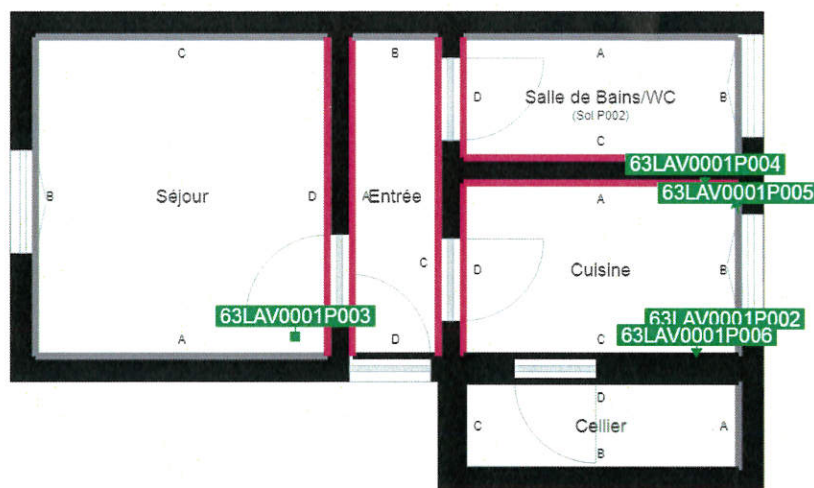 C
B
A
D
Salle de Bains/WC
B
(Sol P002)
C
63LAV0001P004
A
63LAV0001P005
B
Séjour
D
A
Entrée
C
D
Cuisine
B
63LAV0001P003
63LAV0001P002
A
D
C
63LAV0001P006
D
C
Cellier
A
B